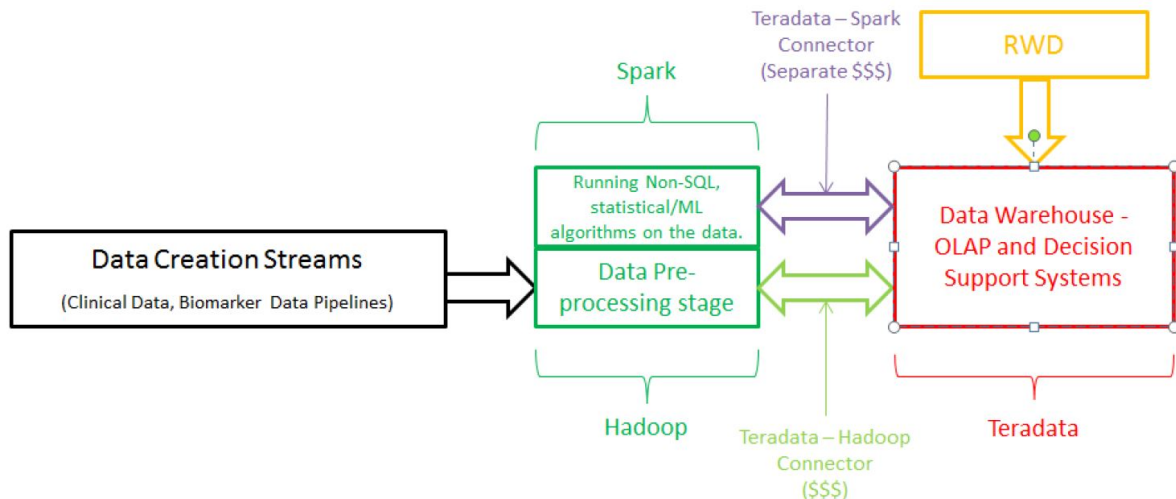 Teradata – Spark
Connector
(Separate $$$)
RWD
Spark
Running Non-SQL,
statistical/ML
algorithms on the data.
Data Warehouse -
OLAP and Decision
Support Systems
Data Creation Streams
(Clinical Data, Biomarker Data Pipelines)
Data Pre-
processing stage
Hadoop
Teradata – Hadoop
Connector
($$$)
Teradata